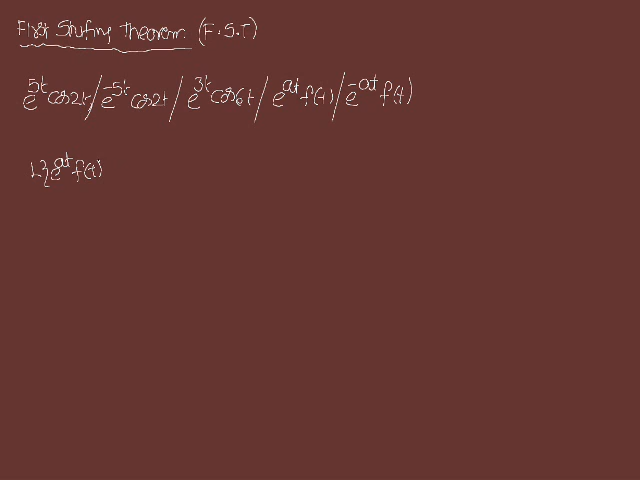 First Shifting Theorem (F.S.T)
e^{5t}cos2t / e^{-5t}cos2t / e^{3t}cos6t / e^{at}f(t) / e^{-at}f(t)
L{e^{at}f(t)